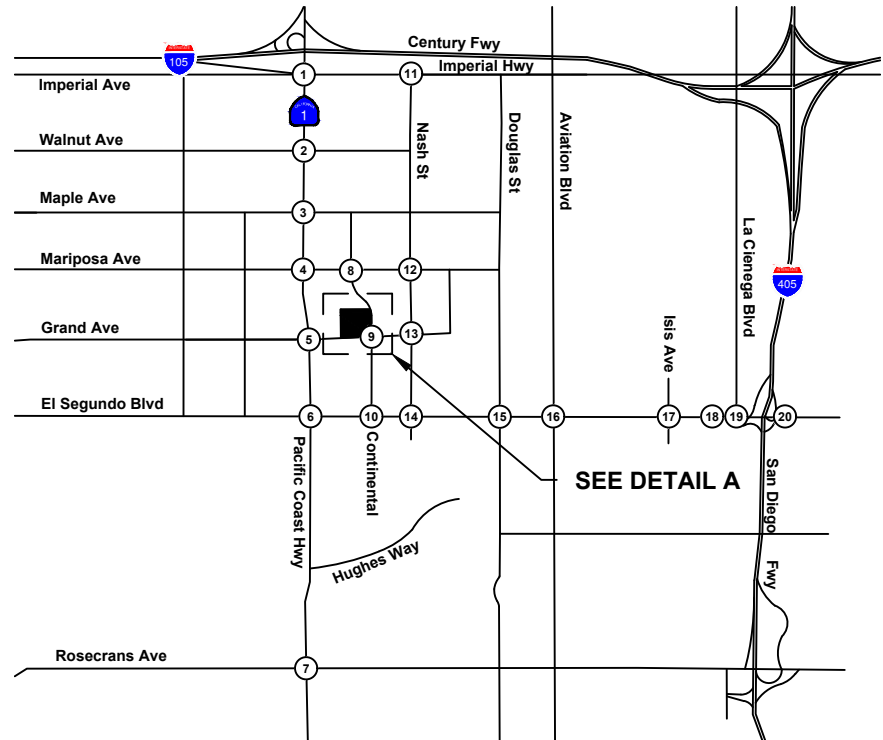 Century Fwy
105
Imperial Hwy
Imperial Ave
1
11
1
Walnut Ave
2
Nash St
Douglas St
Aviation Blvd
Maple Ave
3
La Cienega Blvd
Mariposa Ave
4
8
12
405
Grand Ave
5
9
13
Isis Ave
El Segundo Blvd
6
10
14
15
16
17
18
19
20
Pacific Coast Hwy
Continental
SEE DETAIL A
San Diego
Fwy
Hughes Way
Rosecrans Ave
7